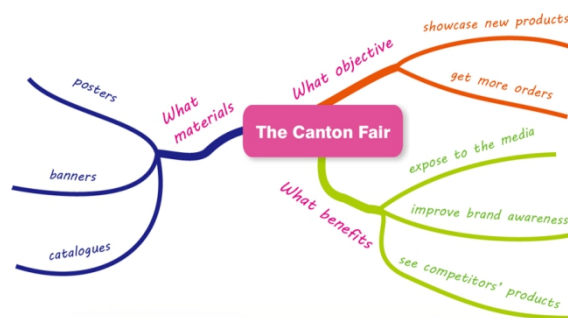 The Canton Fair
What objective
showcase new products
get more orders
What
materials
posters
banners
catalogues
What benefits
expose to the media
improve brand awareness
see competitors' products